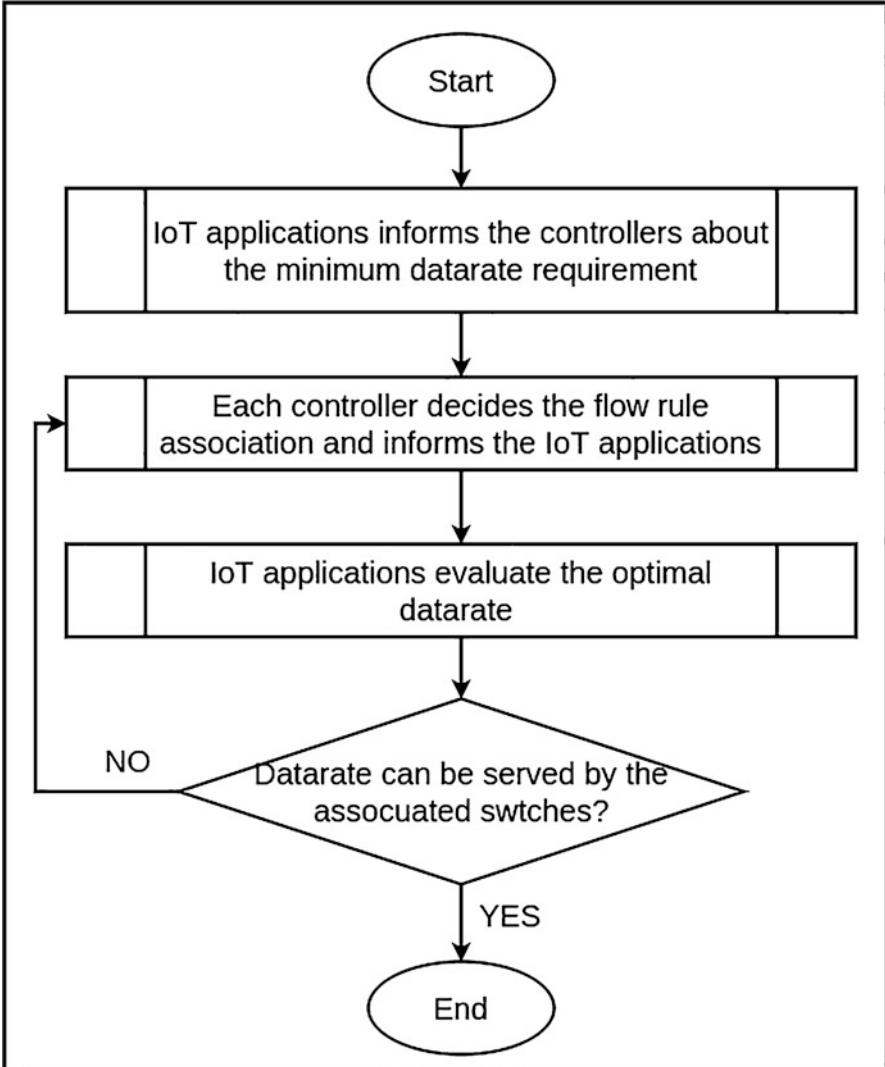 Start
IoT applications informs the controllers about
the minimum datarate requirement
Each controller decides the flow rule
association and informs the IoT applications
IoT applications evaluate the optimal
datarate
NO
Datarate can be served by the
assocuated swtches?
YES
End